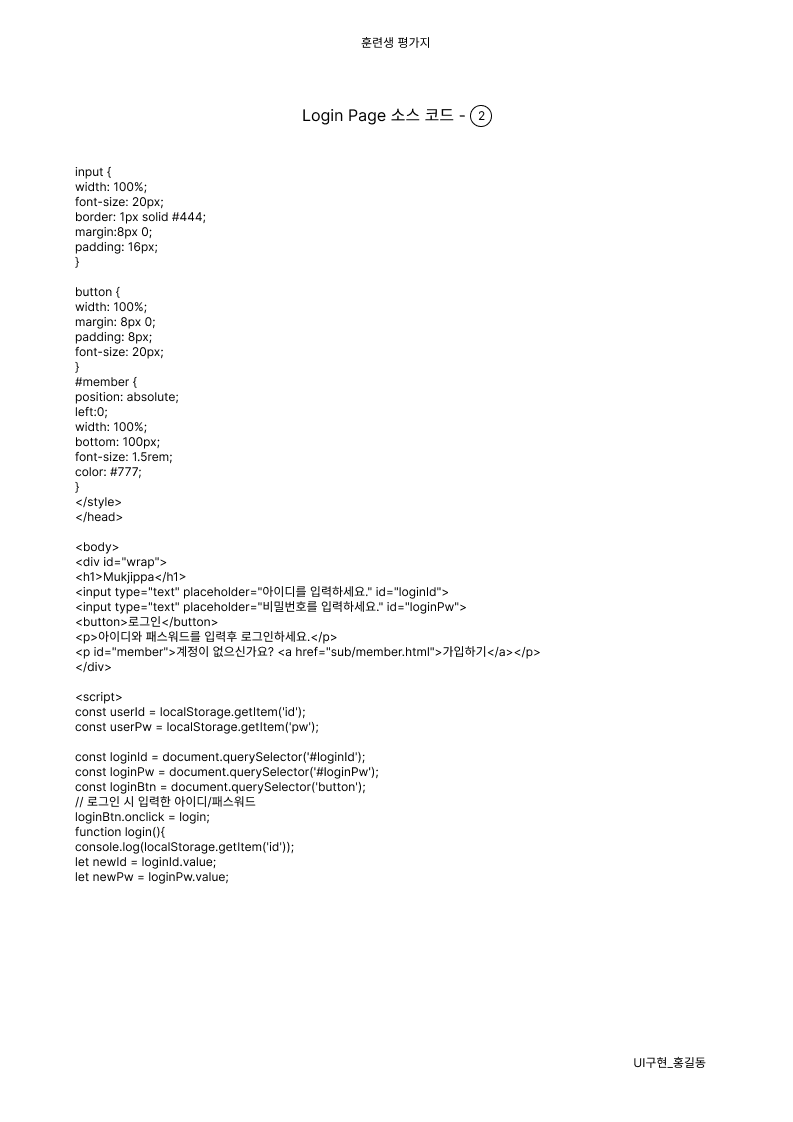 훈련생 평가지
Login Page 소스 코드 - ②
input {
width: 100%;
font-size: 20px;
border: 1px solid #444;
margin:8px 0;
padding: 16px;
}
button {
width: 100%;
margin: 8px 0;
padding: 8px;
font-size: 20px;
}
#member {
position: absolute;
left:0;
width: 100%;
bottom: 100px;
font-size: 1.5rem;
color: #777;
}
</style>
</head>
<body>
<div id="wrap">
<h1>Mukjippa</h1>
<input type="text" placeholder="아이디를 입력하세요." id="loginId">
<input type="text" placeholder="비밀번호를 입력하세요." id="loginPw">
<button>로그인</button>
<p>아이디와 패스워드를 입력후 로그인하세요.</p>
<p id="member">계정이 없으신가요? <a href="sub/member.html">가입하기</a></p>
</div>
<script>
const userId = localStorage.getItem('id');
const userPw = localStorage.getItem('pw');
const loginId = document.querySelector('#loginId');
const loginPw = document.querySelector('#loginPw');
const loginBtn = document.querySelector('button');
// 로그인 시 입력한 아이디/패스워드
loginBtn.onclick = login;
function login(){
console.log(localStorage.getItem('id'));
let newId = loginId.value;
let newPw = loginPw.value;
UI구현_홍길동